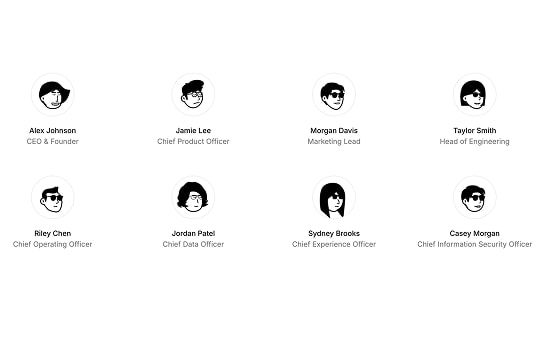 Alex Johnson
CEO & Founder
Jamie Lee
Chief Product Officer
Morgan Davis
Marketing Lead
Taylor Smith
Head of Engineering
Riley Chen
Chief Operating Officer
Jordan Patel
Chief Data Officer
Sydney Brooks
Chief Experience Officer
Casey Morgan
Chief Information Security Officer